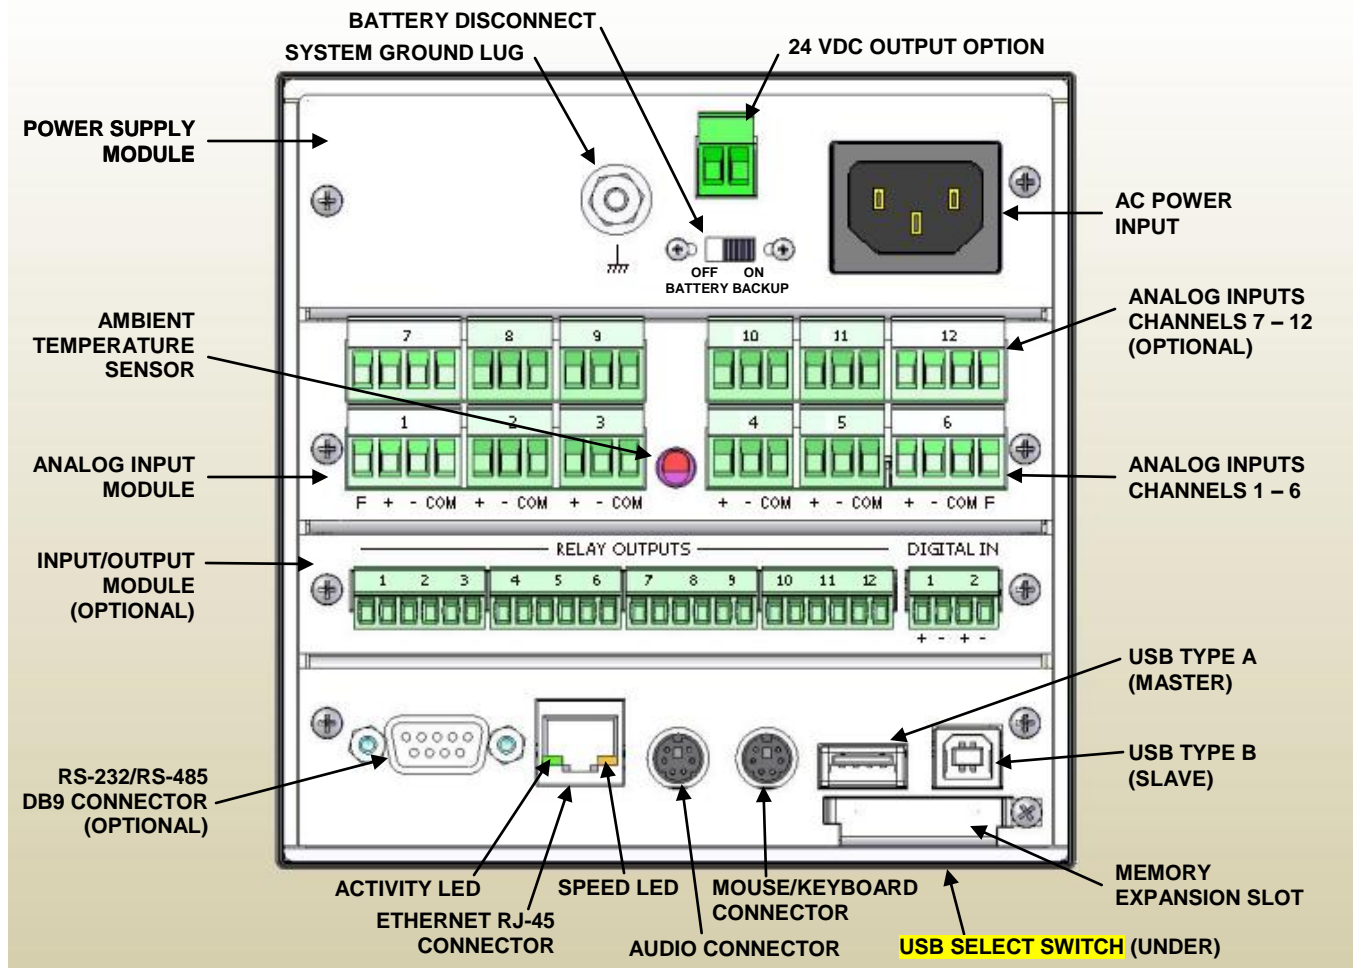 BATTERY DISCONNECT
SYSTEM GROUND LUG
24 VDC OUTPUT OPTION
POWER SUPPLY
MODULE
AC POWER
INPUT
OFF ON
BATTERY BACKUP
AMBIENT
TEMPERATURE
SENSOR
ANALOG INPUTS
CHANNELS 7 – 12
(OPTIONAL)
7 8 9 10 11 12
1 2 3 4 5 6
ANALOG INPUT
MODULE
ANALOG INPUTS
CHANNELS 1 – 6
F + - COM + - COM + - COM + - COM + - COM + - COM F
INPUT/OUTPUT
MODULE
(OPTIONAL)
RELAY OUTPUTS DIGITAL IN
1 2 3 4 5 6 7 8 9 10 11 12 1 2
+ - + -
USB TYPE A
(MASTER)
USB TYPE B
(SLAVE)
RS-232/RS-485
DB9 CONNECTOR
(OPTIONAL)
MEMORY
EXPANSION SLOT
ACTIVITY LED
SPEED LED
MOUSE/KEYBOARD
CONNECTOR
ETHERNET RJ-45
CONNECTOR
AUDIO CONNECTOR
USB SELECT SWITCH (UNDER)